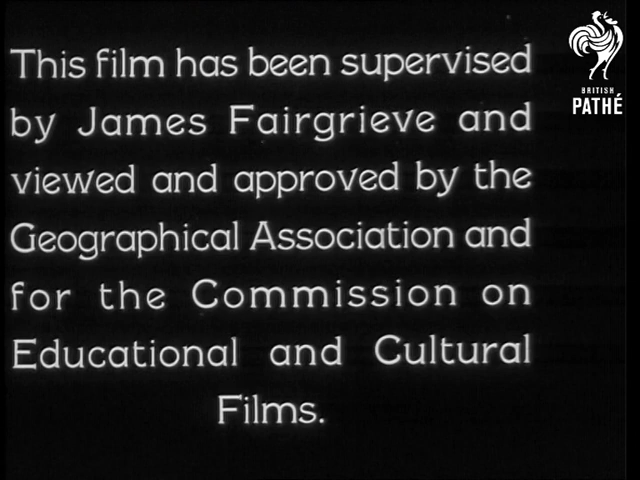 This film has been supervised
by James Fairgrieve and
viewed and approved by the
Geographical Association and
for the Commission on
Educational and Cultural
Films.
BRITISH
PATHÉ